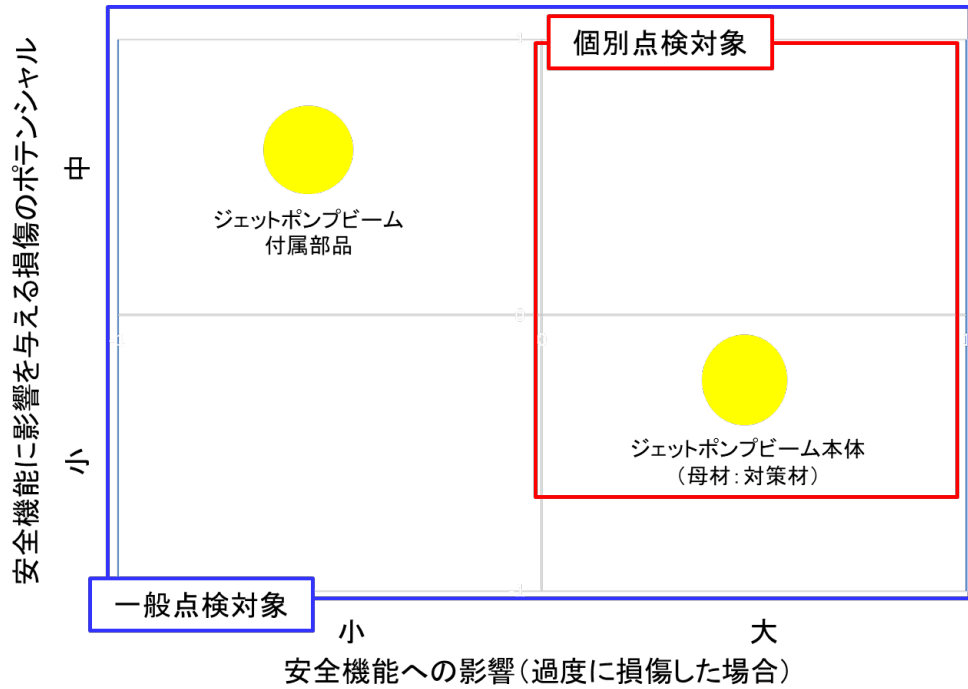 個別点検対象
安全機能に影響を与える損傷のポテンシャル
中
ジェットポンプビーム
付属部品
小
ジェットポンプビーム本体
（母材：対策材）
一般点検対象
小
大
安全機能への影響（過度に損傷した場合）